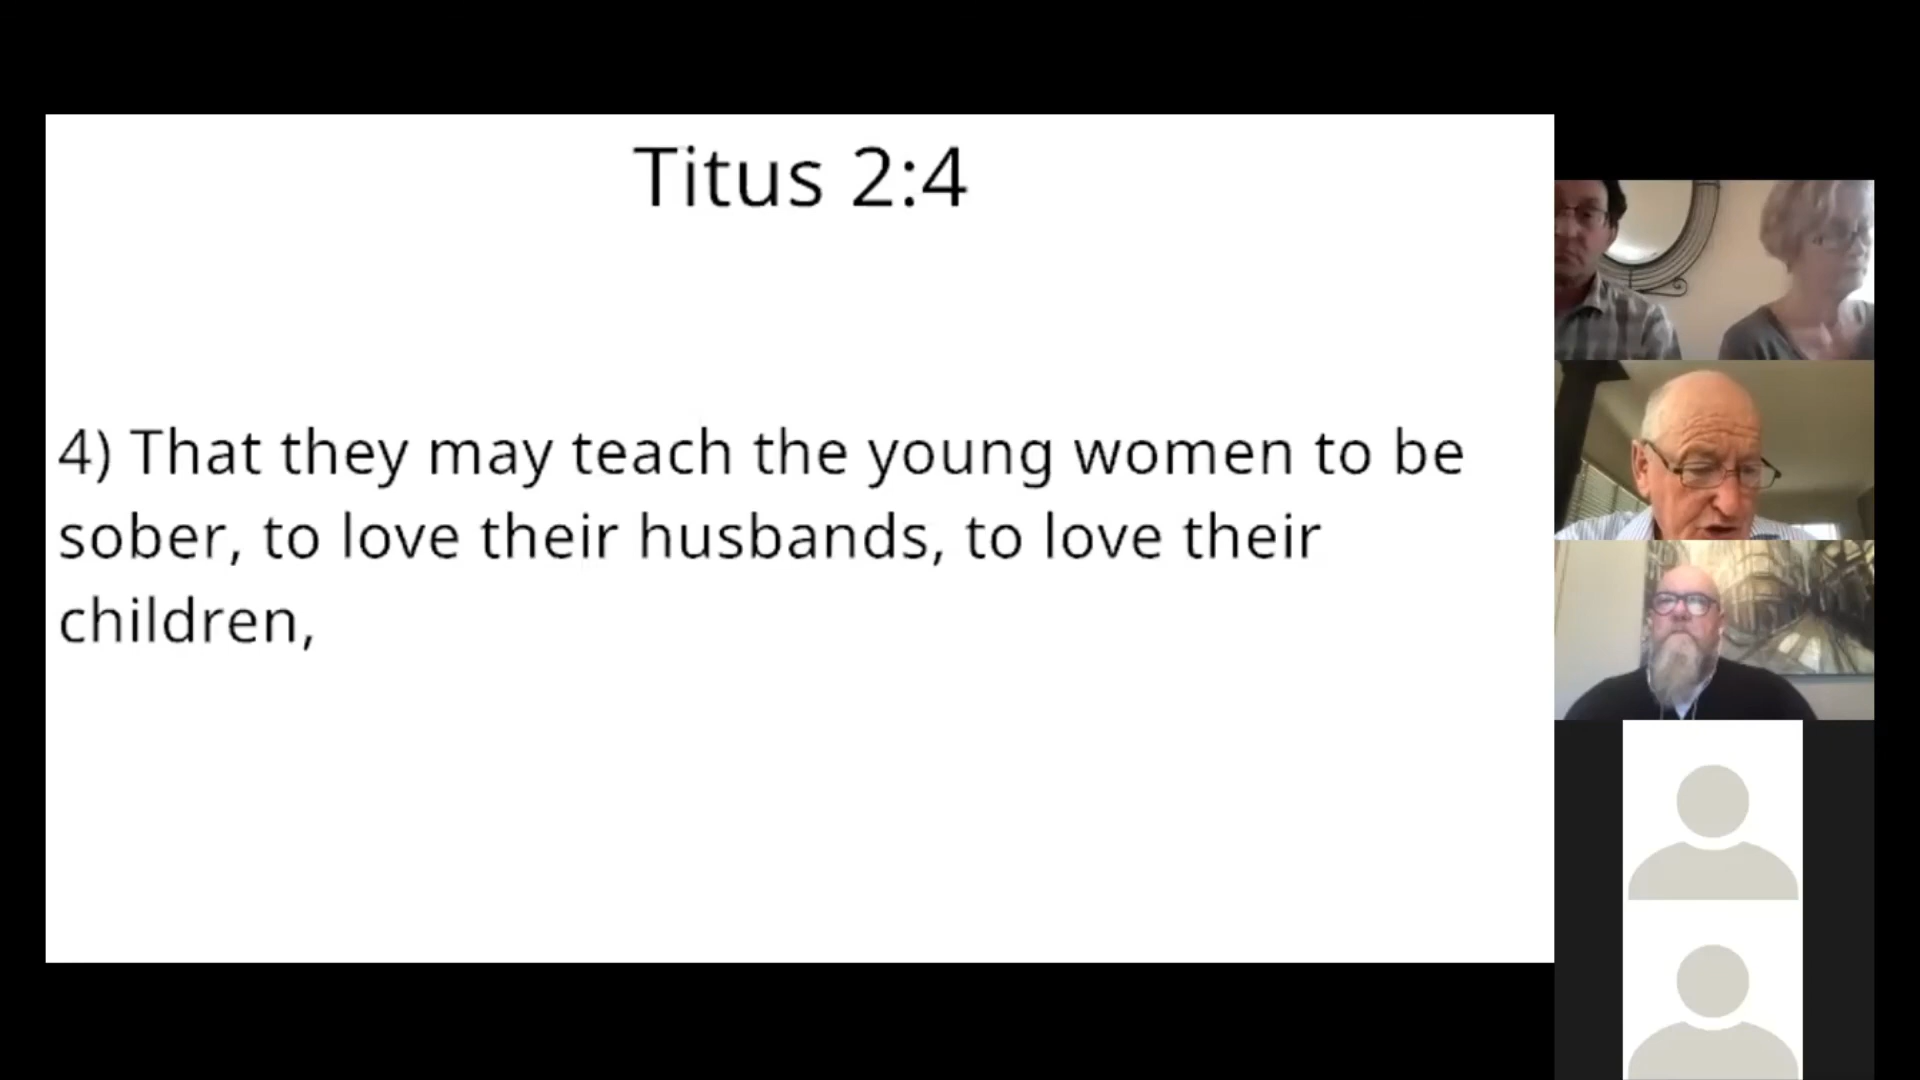 Titus 2:4
4) That they may teach the young women to be
sober, to love their husbands, to love their
children,